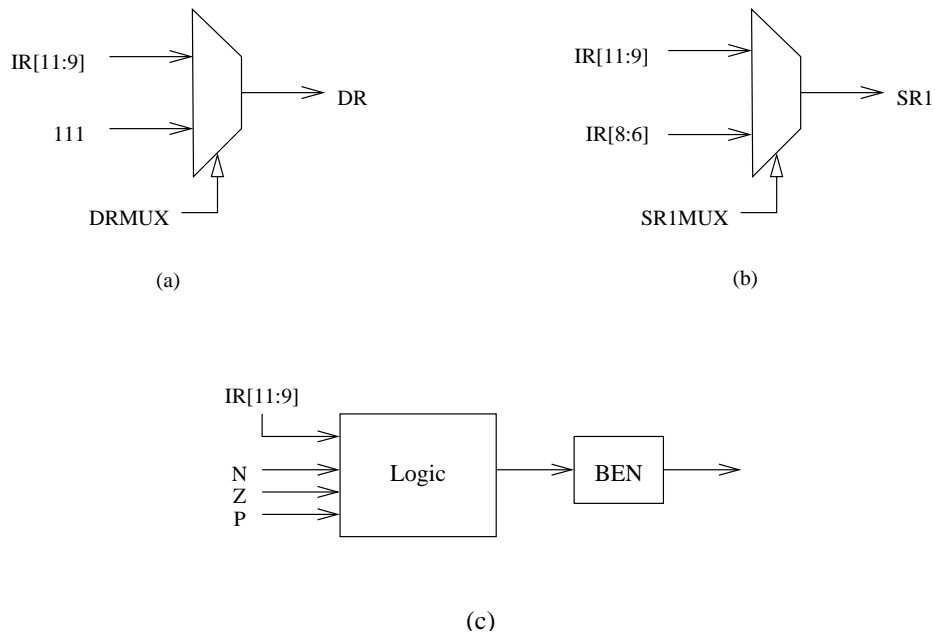 IR[11:9]
DR
111
DRMUX
(a)
IR[11:9]
SR1
IR[8:6]
SR1MUX
(b)
IR[11:9]
N
Z
P
Logic
BEN
(c)